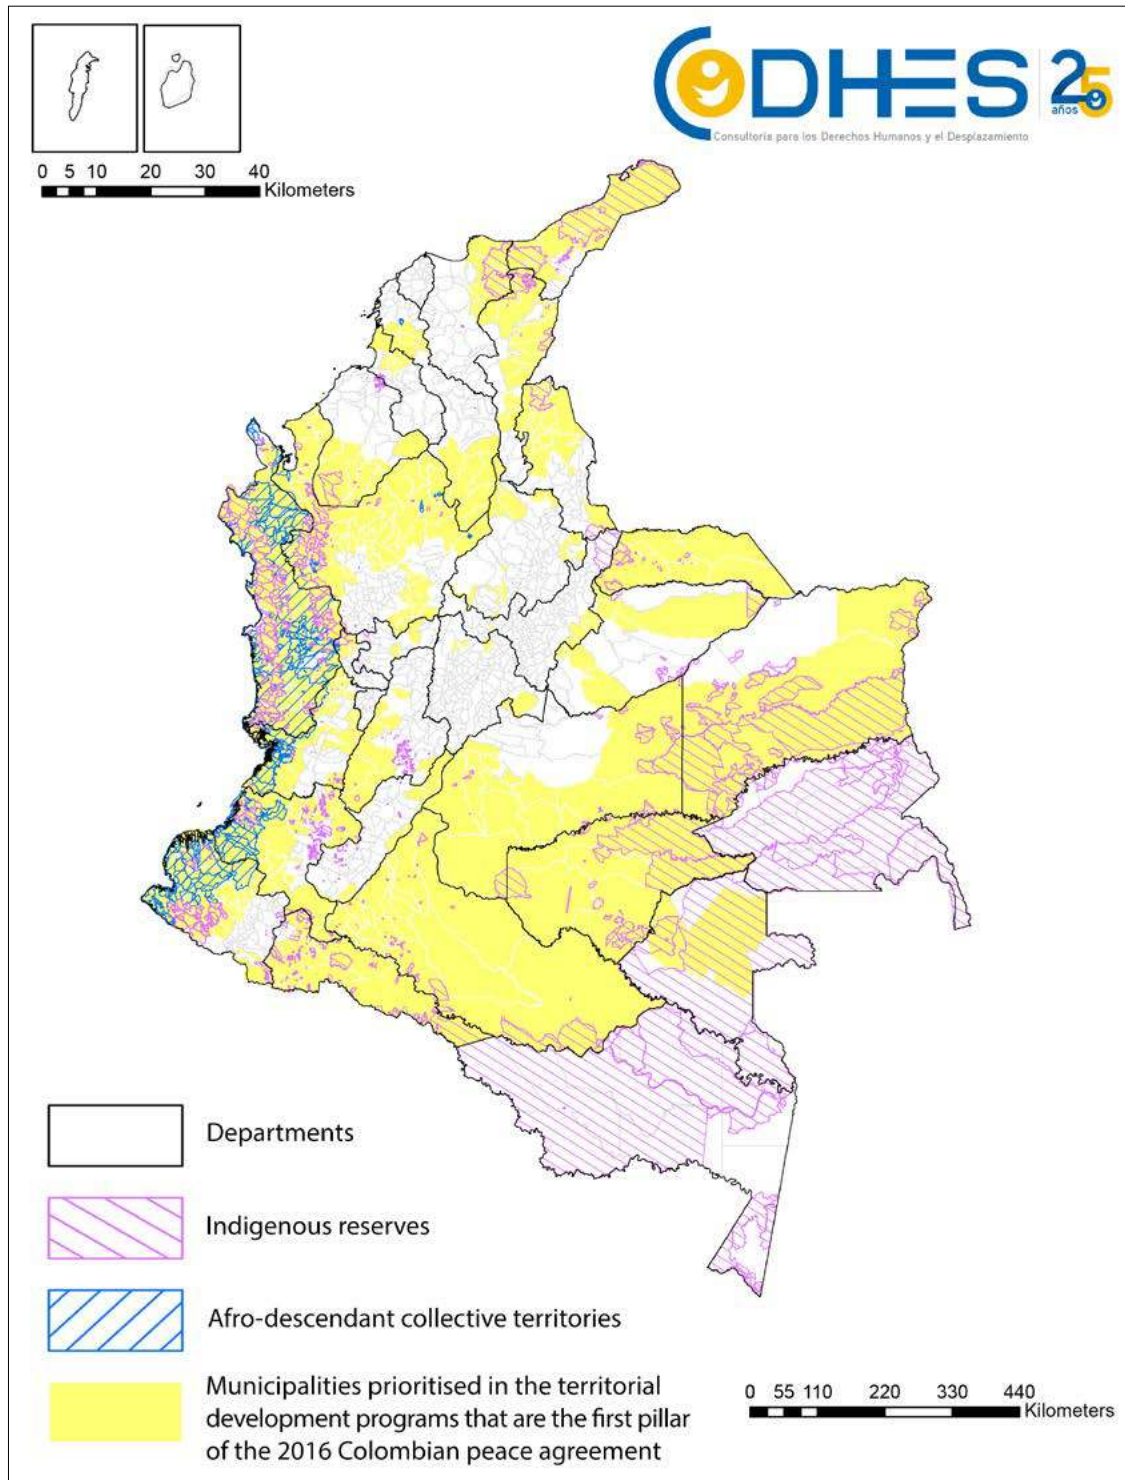 CODHES 25
años
Consultoría para los Derechos Humanos y el Desplazamiento
0 5 10 20 30 40
Kilometers
Departments
Indigenous reserves
Afro-descendant collective territories
Municipalities prioritised in the territorial
development programs that are the first pillar
of the 2016 Colombian peace agreement
0 55 110 220 330 440
Kilometers